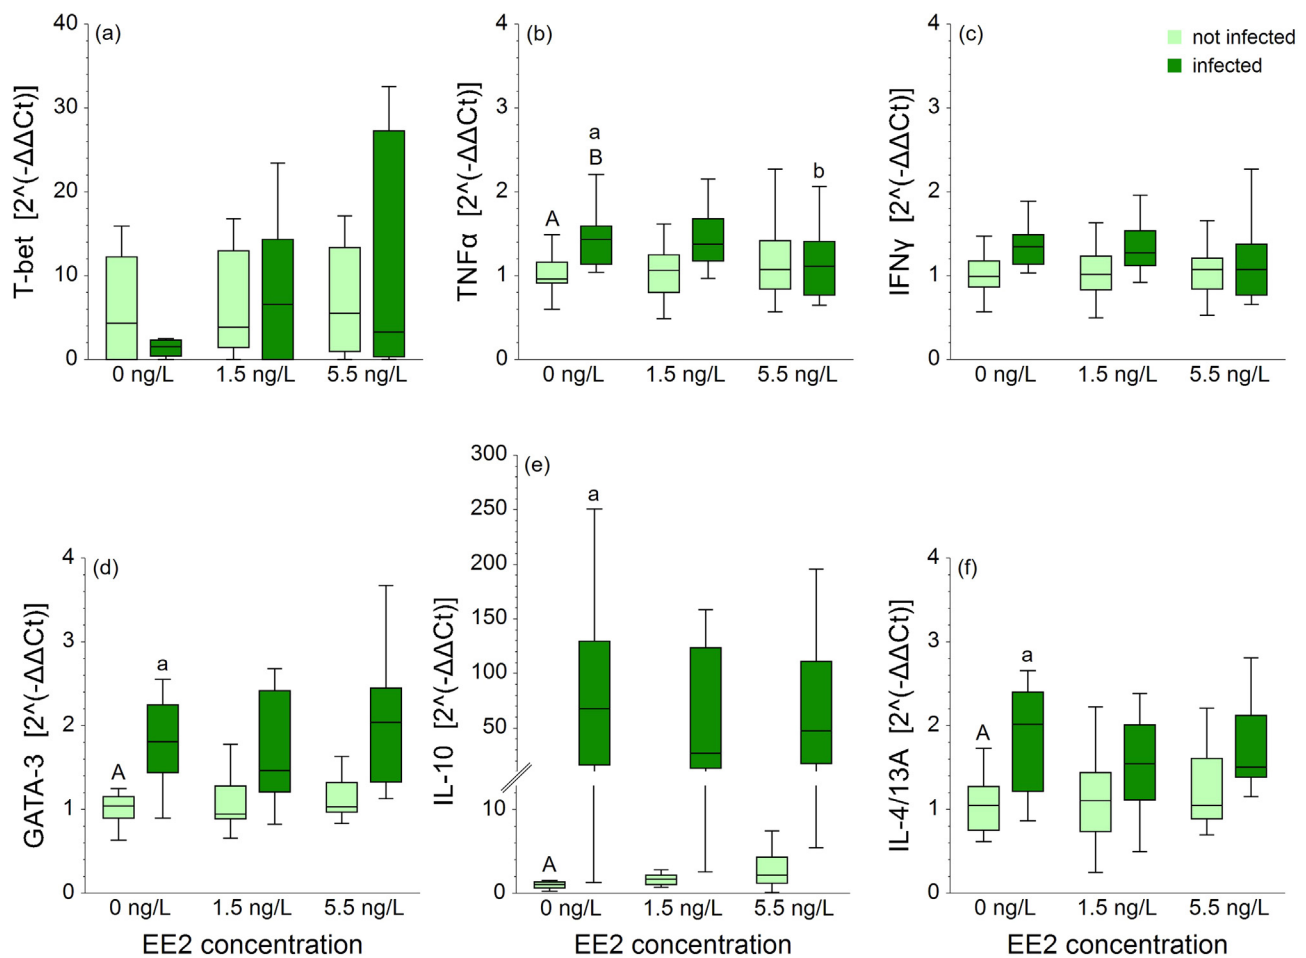 (a)
T-bet [2^(-ΔΔCt)]
40
30
20
10
0
0 ng/L 1.5 ng/L 5.5 ng/L
(b)
TNFα [2^(-ΔΔCt)]
4
3
2
1
0
A
a
B
b
0 ng/L 1.5 ng/L 5.5 ng/L
(c)
not infected
infected
IFNγ [2^(-ΔΔCt)]
4
3
2
1
0
0 ng/L 1.5 ng/L 5.5 ng/L
(d)
GATA-3 [2^(-ΔΔCt)]
4
3
2
1
0
A
a
0 ng/L 1.5 ng/L 5.5 ng/L
EE2 concentration
(e)
IL-10 [2^(-ΔΔCt)]
300
250
200
150
100
50
10
0
A
a
0 ng/L 1.5 ng/L 5.5 ng/L
EE2 concentration
(f)
IL-4/13A [2^(-ΔΔCt)]
4
3
2
1
0
A
a
0 ng/L 1.5 ng/L 5.5 ng/L
EE2 concentration